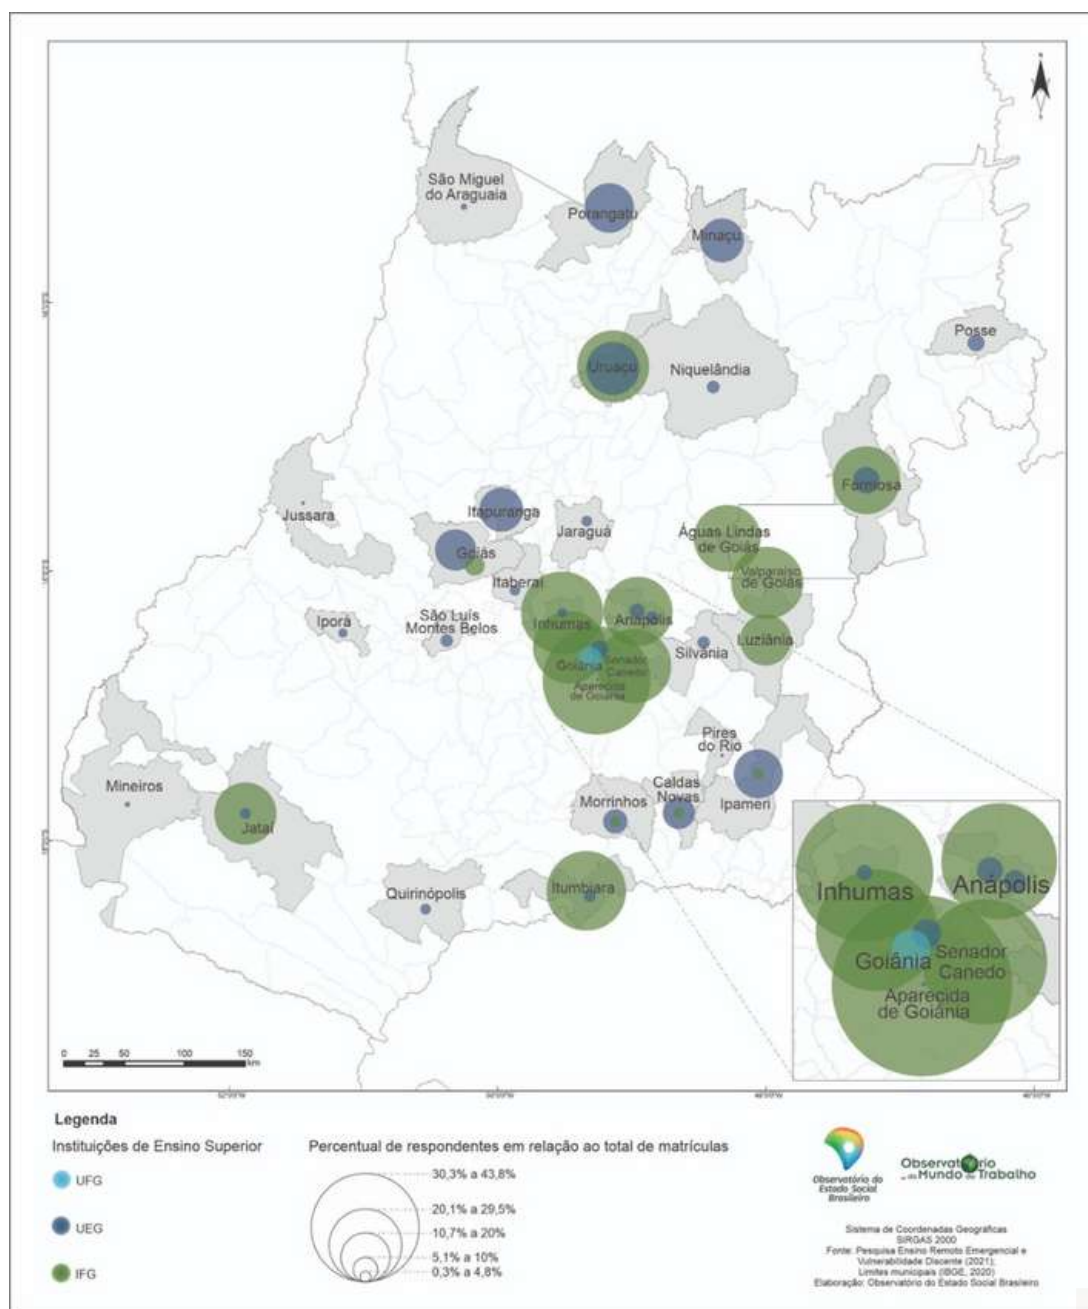 São Miguel
do Araguaia
Porangatu
Minaçu
Posse
Uruaçu
Niquelândia
Formosa
Itapuranga
Jussara
Jaraguá
Águas Lindas
de Goiás
Goiás
Valparaíso
de Goiás
Itaberaí
São Luís
Montes Belos
Iporá
Inhumas
Anápolis
Luziânia
Silvânia
Goiânia
Senador
Canedo
Aparecida
de Goiânia
Pires
do Rio
Mineiros
Jataí
Morrinhos
Caldas
Novas
Ipameri
Itumbiara
Quirinópolis
Inhumas
Anápolis
Goiânia
Senador
Canedo
Aparecida
de Goiânia
0 25 50 100 150
km
Legenda
Instituições de Ensino Superior
UFG
UEG
IFG
Percentual de respondentes em relação ao total de matrículas
30,3% a 43,8%
20,1% a 29,5%
10,7% a 20%
5,1% a 10%
0,3% a 4,8%
Observatório do
Estado Social
Brasileiro
Observatório
do Mundo do Trabalho
Sistema de Coordenadas Geográficas
SIRGAS 2000
Fonte: Pesquisa Ensino Remoto Emergencial e
Vulnerabilidade Discente (2021);
Limites municipais (IBGE, 2020)
Elaboração: Observatório do Estado Social Brasileiro